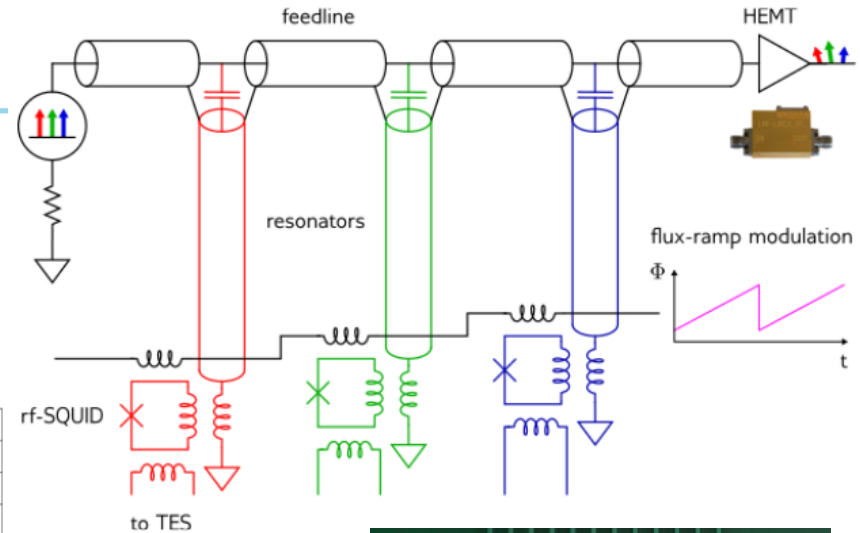 feedline
HEMT
resonators
flux-ramp modulation
Φ
t
rf-SQUID
to TES